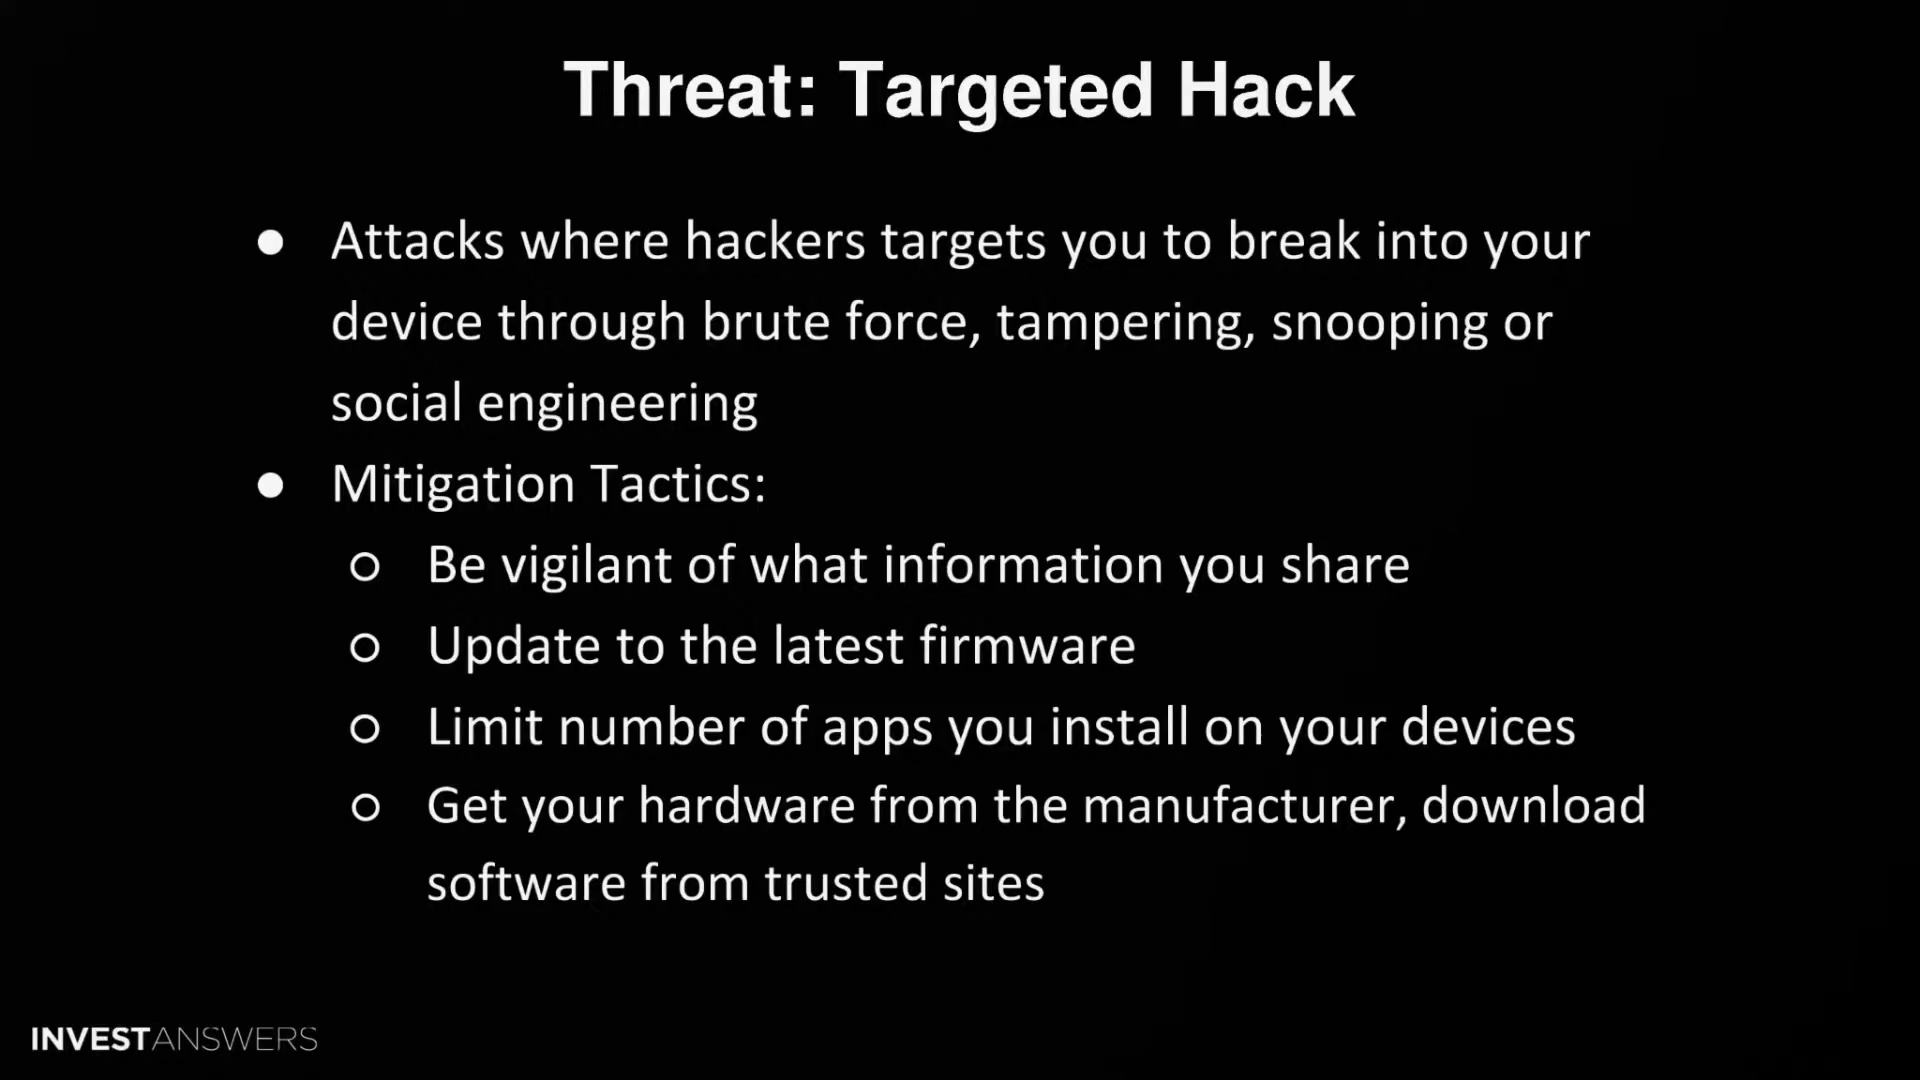 Threat: Targeted Hack
● Attacks where hackers targets you to break into your
device through brute force, tampering, snooping or
social engineering
● Mitigation Tactics:
○ Be vigilant of what information you share
○ Update to the latest firmware
○ Limit number of apps you install on your devices
○ Get your hardware from the manufacturer, download
software from trusted sites
INVESTANSWERS